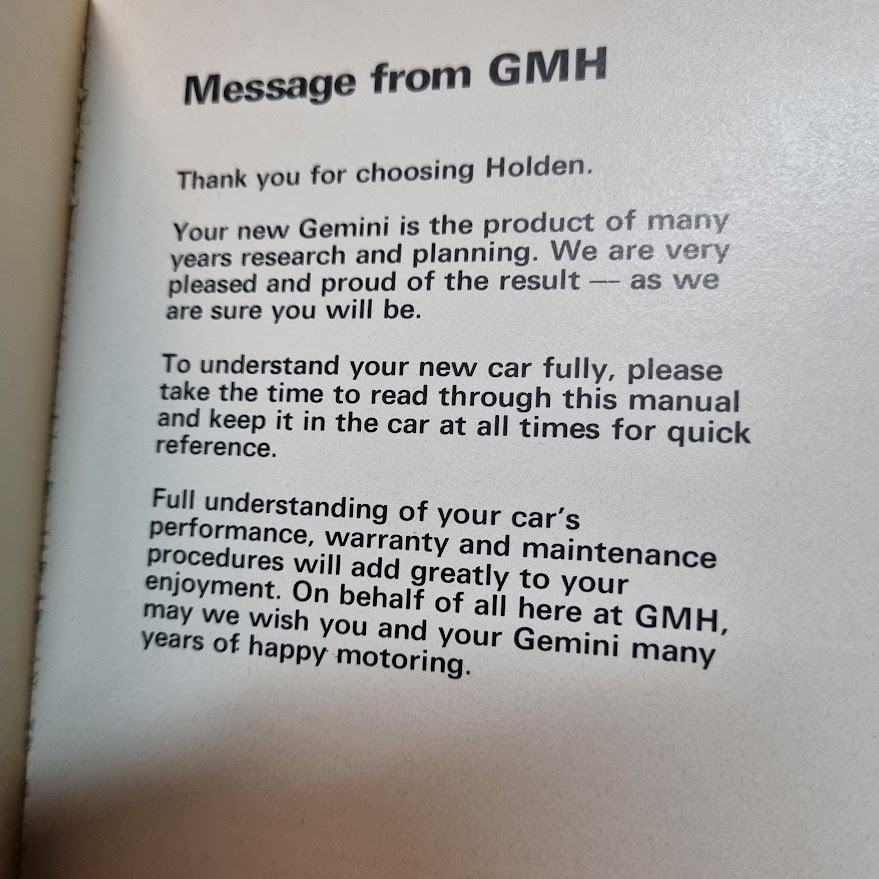 Message from GMH
Thank you for choosing Holden.
Your new Gemini is the product of many
years research and planning. We are very
pleased and proud of the result — as we
are sure you will be.
To understand your new car fully, please
take the time to read through this manual
and keep it in the car at all times for quick
reference.
Full understanding of your car's
performance, warranty and maintenance
procedures will add greatly to your
enjoyment. On behalf of all here at GMH,
may we wish you and your Gemini many
years of happy motoring.